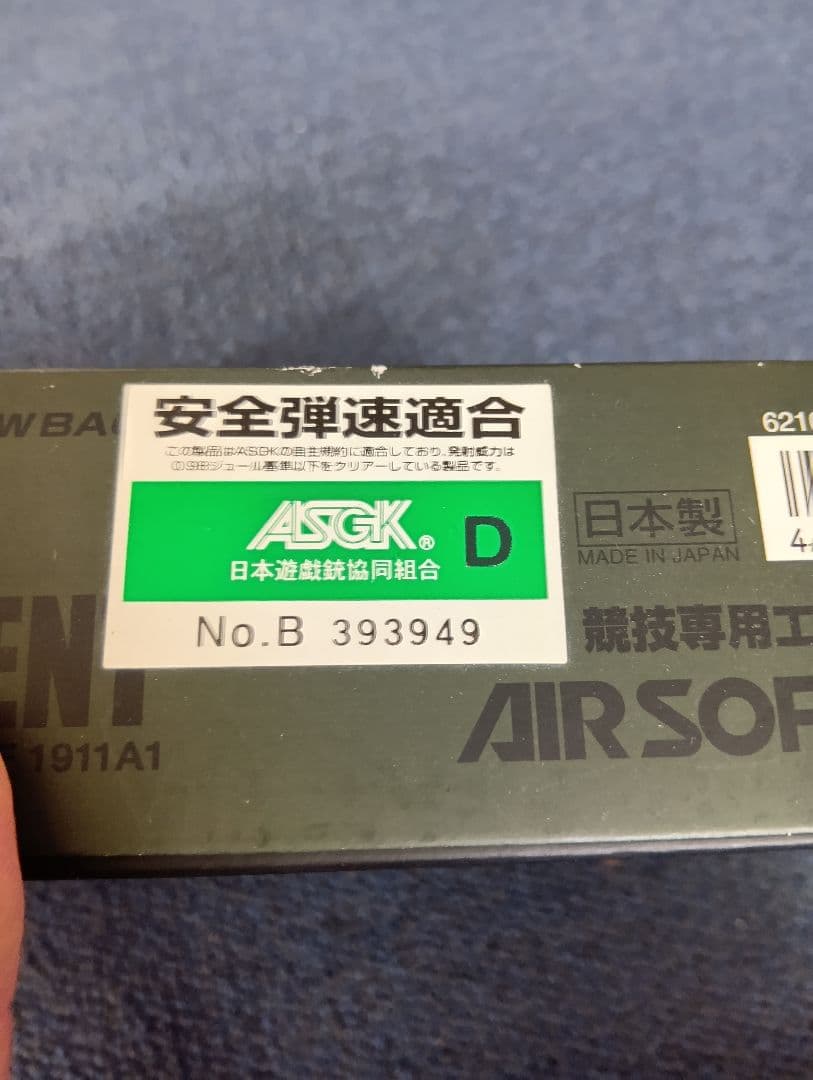 安全弾速適合
この製品はASGKの自主規約に適合しており、発射威力は
0.98ジュール基準以下をクリアーしている製品です。
ASGK® D
日本遊戯銃協同組合
No.B 393949
日本製
MADE IN JAPAN
競技専用
1911A1